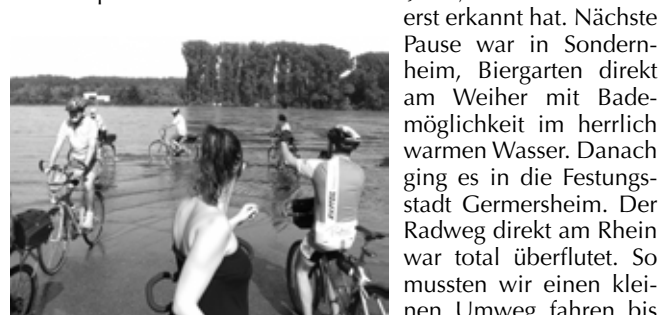 erst erkannt hat. Nächste
Pause war in Sondern-
heim, Biergarten direkt
am Weiher mit Bade-
möglichkeit im herrlich
warmen Wasser. Danach
ging es in die Festungs-
stadt Germersheim. Der
Radweg direkt am Rhein
war total überflutet. So
mussten wir einen klei-
nen Umweg fahren bis